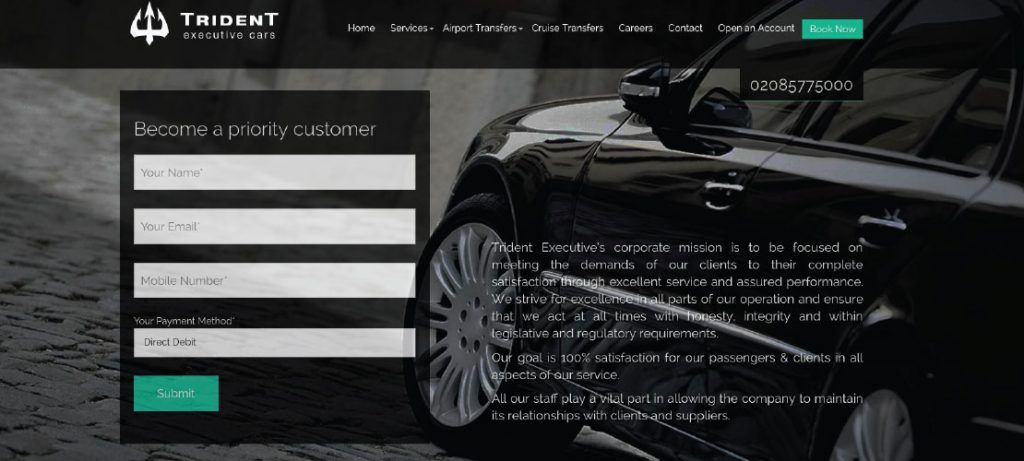 TRIDENT
executive cars
Home Services Airport Transfers Cruise Transfers Careers Contact Open an Account Book Now
02085775000
Become a priority customer
Your Name*
Your Email*
Mobile Number*
Your Payment Method*
Direct Debit
Submit
Trident Executive's corporate mission is to be focused on
meeting the demands of our clients to their complete
satisfaction through excellent service and assured performance.
We strive for excellence in all parts of our operation and ensure
that we act at all times with honesty, integrity and within
legislative and regulatory requirements.
Our goal is 100% satisfaction for our passengers & clients in all
aspects of our service.
All our staff play a vital part in allowing the company to maintain
its relationships with clients and suppliers.